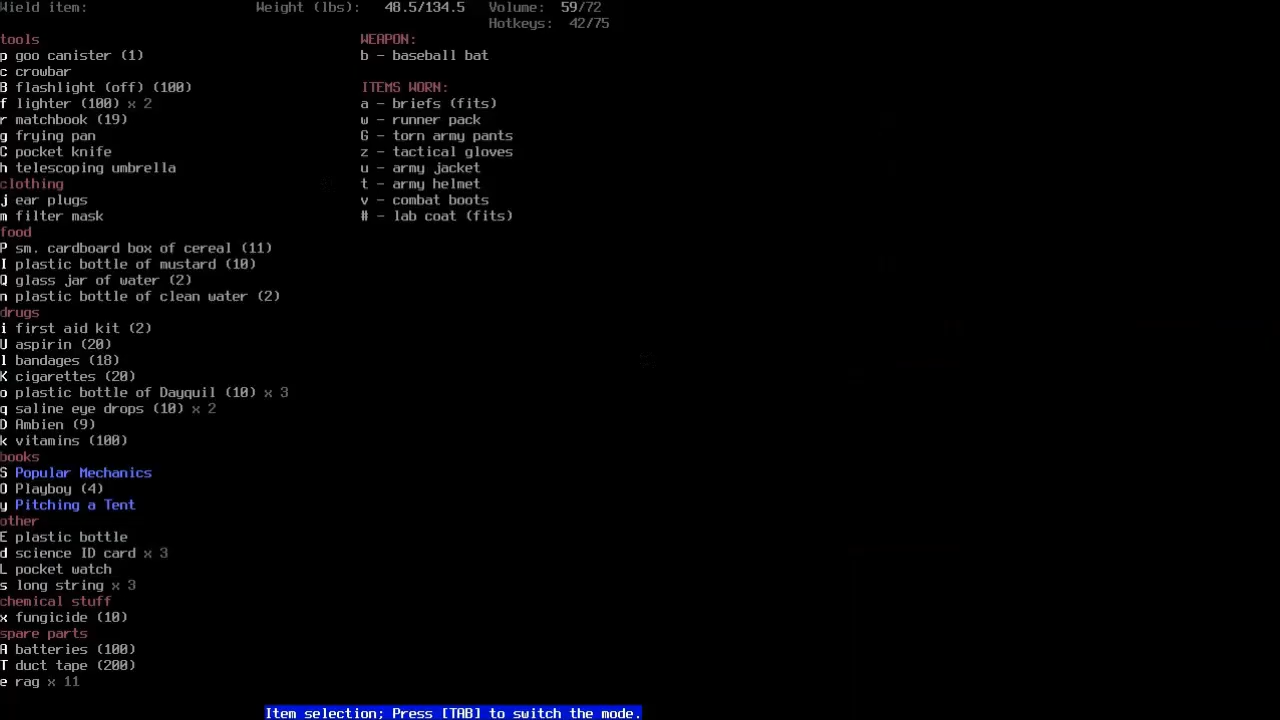 Wield item: Weight (lbs): 48.5/134.5 Volume: 59/72
Hotkeys: 42/75
tools
p goo canister (1)
c crowbar
B flashlight (off) (100)
f lighter (100) x 2
r matchbook (19)
g frying pan
C pocket knife
h telescoping umbrella
clothing
j ear plugs
m filter mask
food
P sm. cardboard box of cereal (11)
I plastic bottle of mustard (10)
Q glass jar of water (2)
n plastic bottle of clean water (2)
drugs
i first aid kit (2)
U aspirin (20)
l bandages (18)
K cigarettes (20)
o plastic bottle of Dayquil (10) x 3
q saline eye drops (10) x 2
D Ambien (9)
k vitamins (100)
books
S Popular Mechanics
O Playboy (4)
y Pitching a Tent
other
E plastic bottle
d science ID card x 3
L pocket watch
s long string x 3
chemical stuff
x fungicide (10)
spare parts
A batteries (100)
T duct tape (200)
e rag x 11
WEAPON:
b - baseball bat
ITEMS WORN:
a - briefs (fits)
w - runner pack
G - torn army pants
z - tactical gloves
u - army jacket
t - army helmet
v - combat boots
# - lab coat (fits)
Item selection; Press [TAB] to switch the mode.